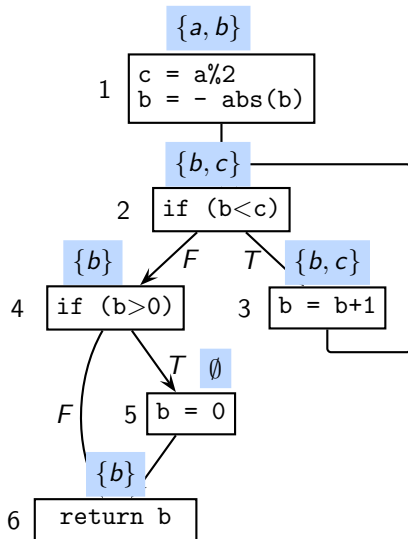 {a, b}
1
c = a%2
b = - abs(b)
{b, c}
2
if (b<c)
F
T
{b}
4
if (b>0)
{b, c}
3
b = b+1
F
T
∅
5
b = 0
{b}
6
return b